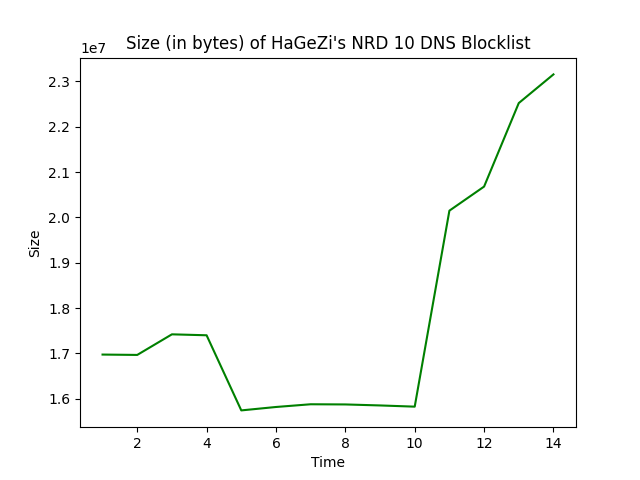 Size (in bytes) of HaGeZi's NRD 10 DNS Blocklist
1e7
2.3
2.2
2.1
2.0
1.9
1.8
1.7
1.6
Size
2 4 6 8 10 12 14
Time